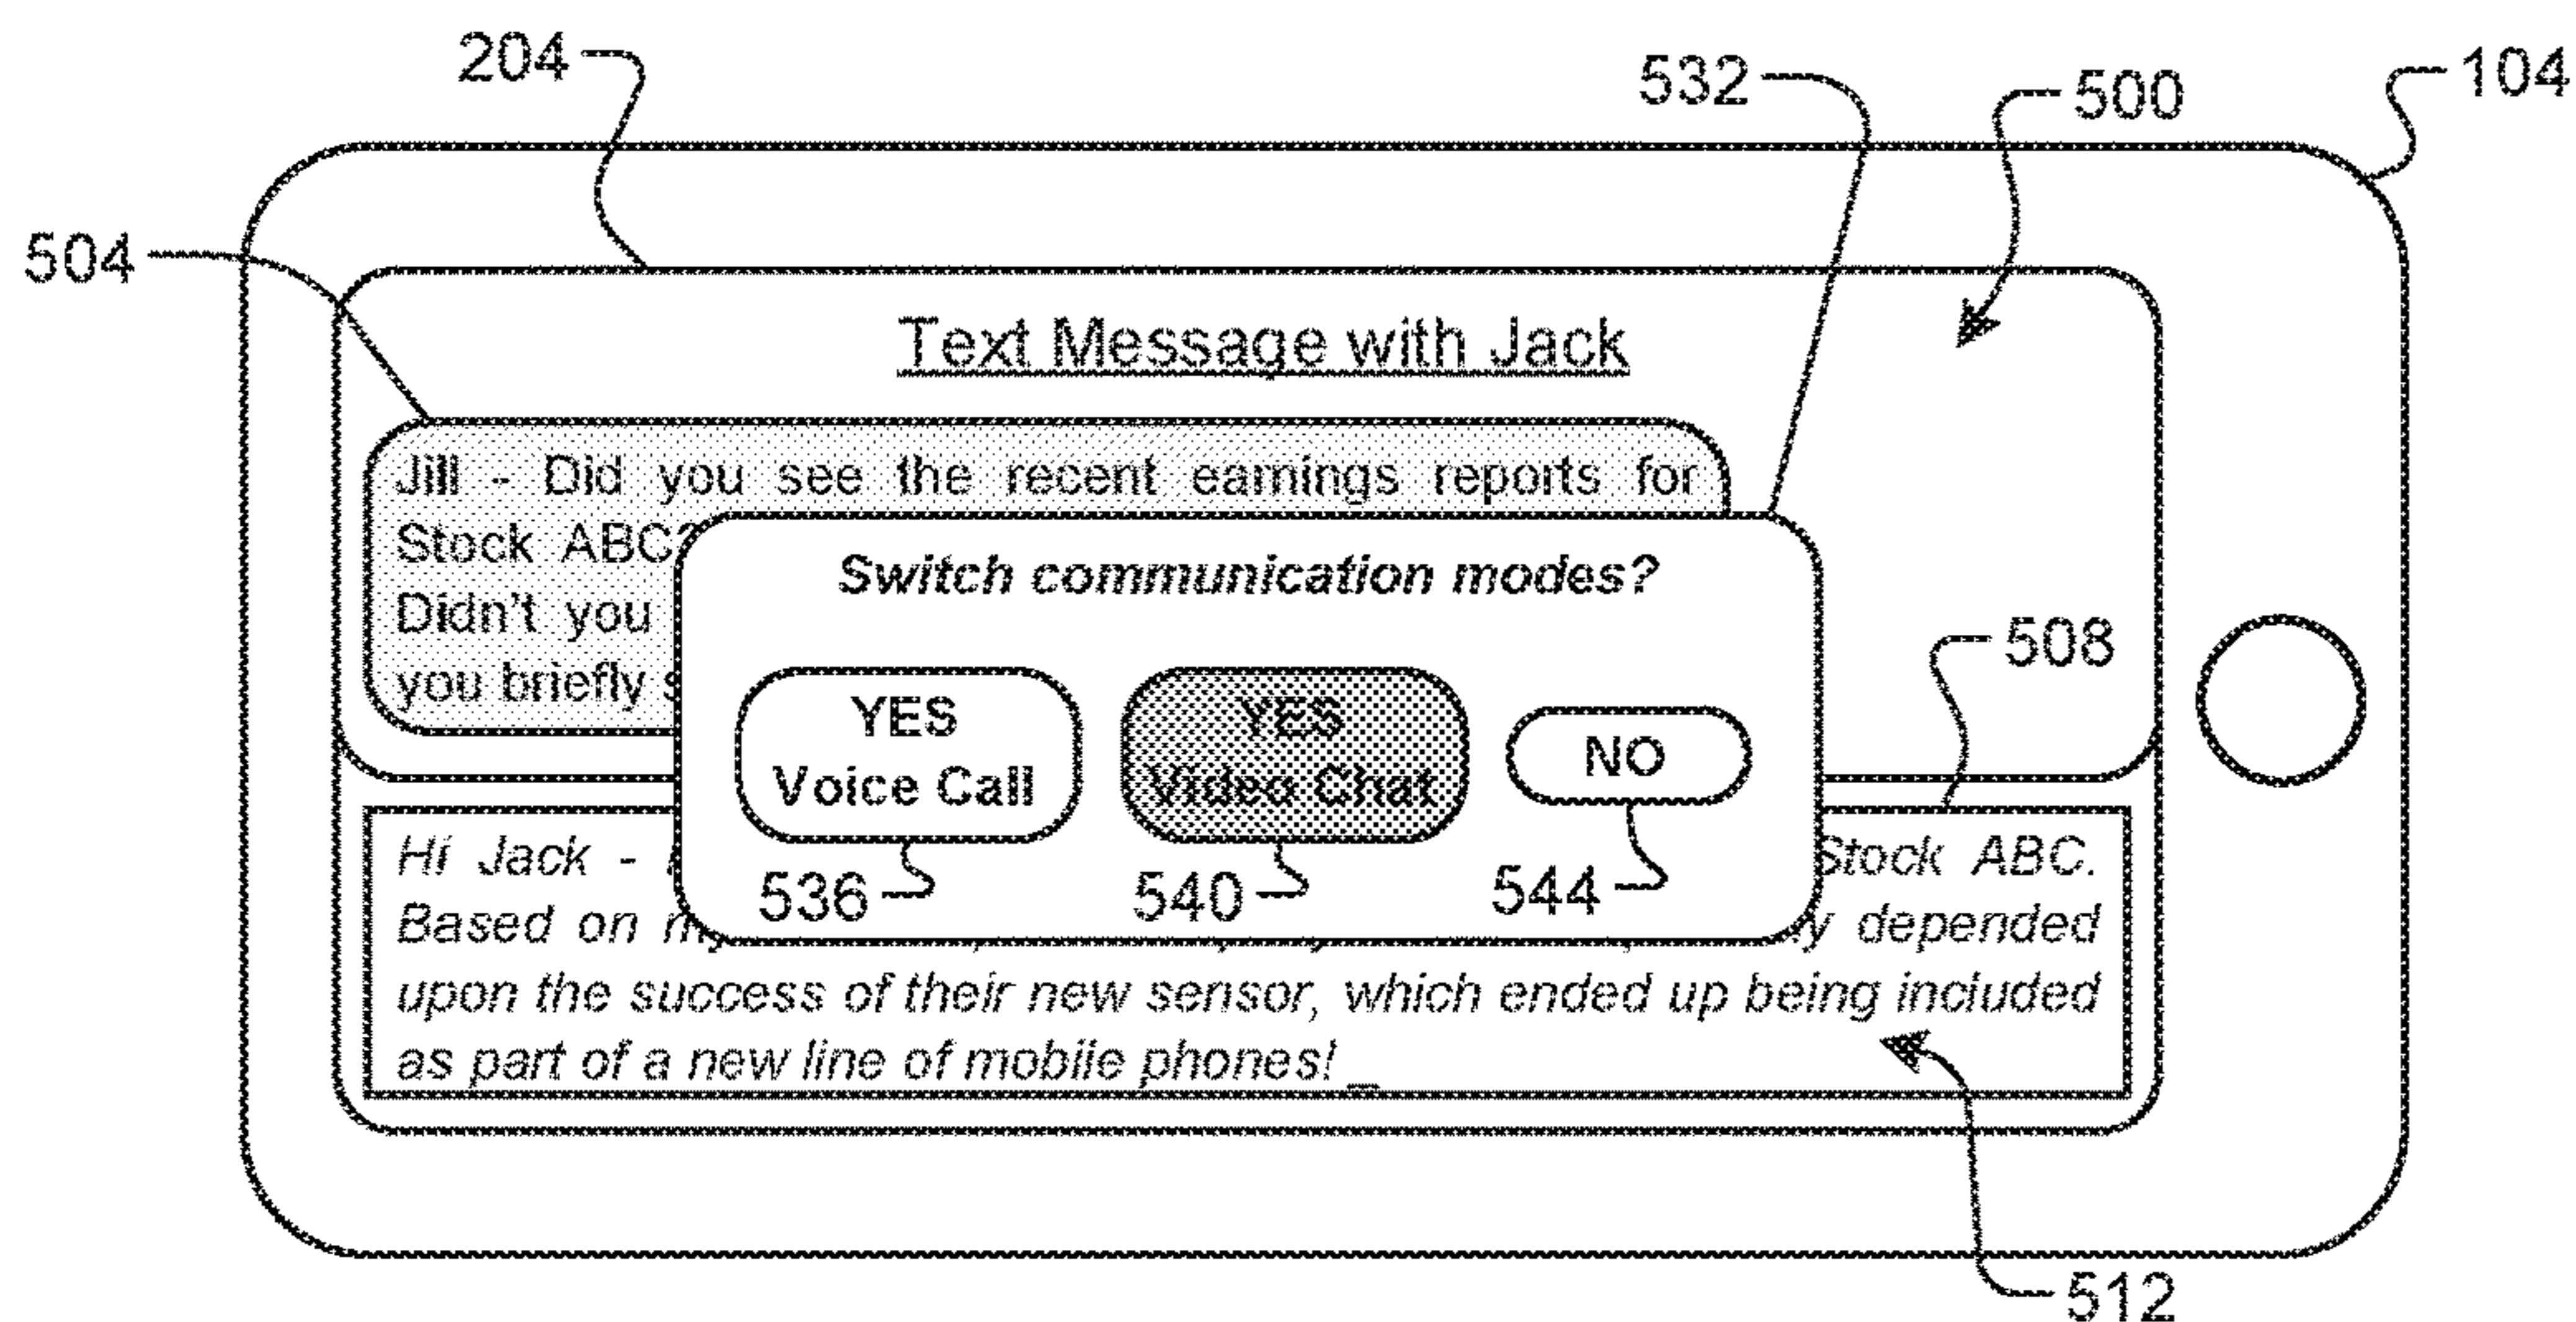 204
532
500
104
504
Text Message with Jack
Jill - Did you see the recent earnings reports for
Stock ABC?
Didn't you
you briefly
Switch communication modes?
508
YES
Voice Call
YES
Video Chat
NO
536
540
544
Hi Jack - Stock ABC.
Based on my depended
upon the success of their new sensor, which ended up being included
as part of a new line of mobile phones! _
512